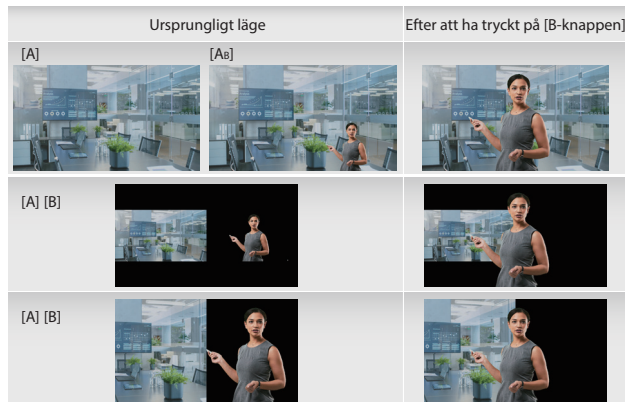 Ursprungligt läge
Efter att ha tryckt på [B-knappen]
[A]
[AB]
[A] [B]
[A] [B]